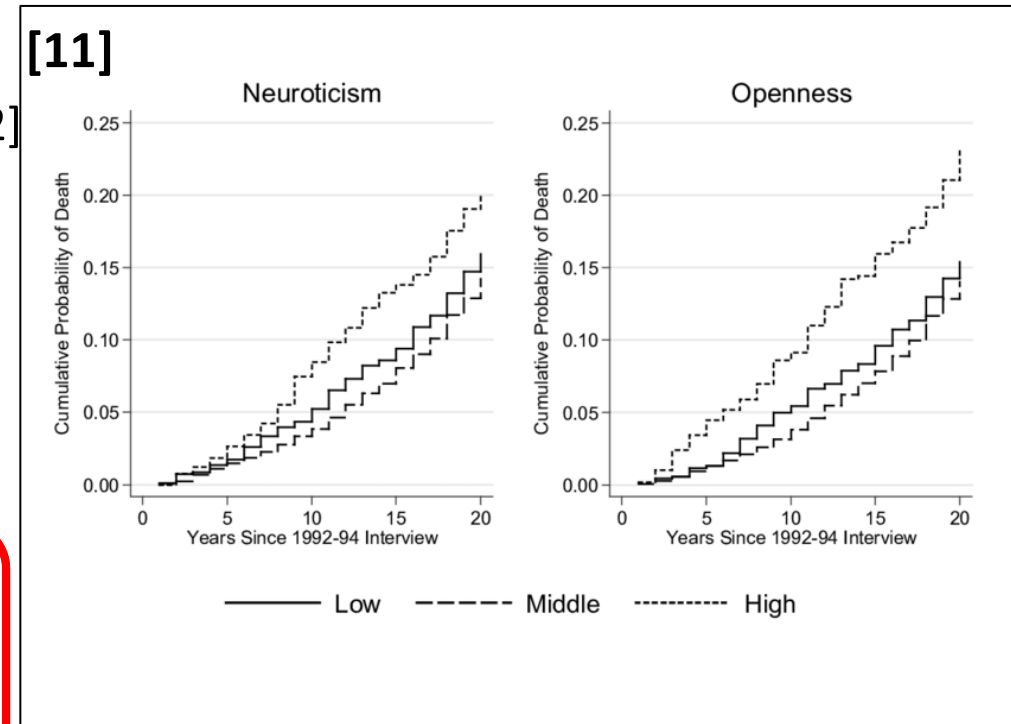 [11]
2]
Neuroticism
Cumulative Probability of Death
0.25
0.20
0.15
0.10
0.05
0.00
0 5 10 15 20
Years Since 1992-94 Interview
Openness
Cumulative Probability of Death
0.25
0.20
0.15
0.10
0.05
0.00
0 5 10 15 20
Years Since 1992-94 Interview
Low Middle High